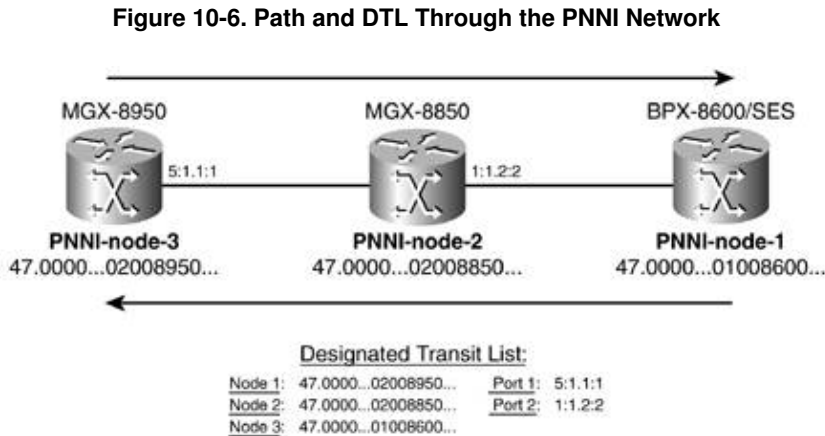 Figure 10-6. Path and DTL Through the PNNI Network
MGX-8950 MGX-8850 BPX-8600/SES
5:1.1:1 1:1.2:2
PNNI-node-3 PNNI-node-2 PNNI-node-1
47.0000...02008950... 47.0000...02008850... 47.0000...01008600...
Designated Transit List:
Node 1: 47.0000...02008950... Port 1: 5:1.1:1
Node 2: 47.0000...02008850... Port 2: 1:1.2:2
Node 3: 47.0000...01008600...